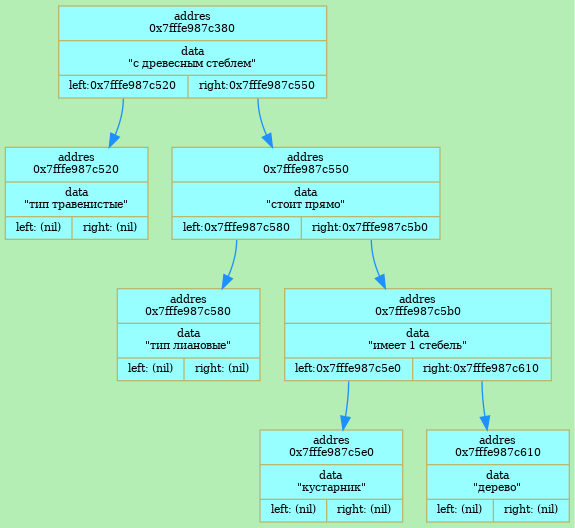 addres
0x7fffe987c380
data
"с древесным стеблем"
left:0x7fffe987c520 right:0x7fffe987c550
addres
0x7fffe987c520
data
"тип травенистые"
left: (nil) right: (nil)
addres
0x7fffe987c550
data
"стоит прямо"
left:0x7fffe987c580 right:0x7fffe987c5b0
addres
0x7fffe987c580
data
"тип лиановые"
left: (nil) right: (nil)
addres
0x7fffe987c5b0
data
"имеет 1 стебель"
left:0x7fffe987c5e0 right:0x7fffe987c610
addres
0x7fffe987c5e0
data
"кустарник"
left: (nil) right: (nil)
addres
0x7fffe987c610
data
"дерево"
left: (nil) right: (nil)